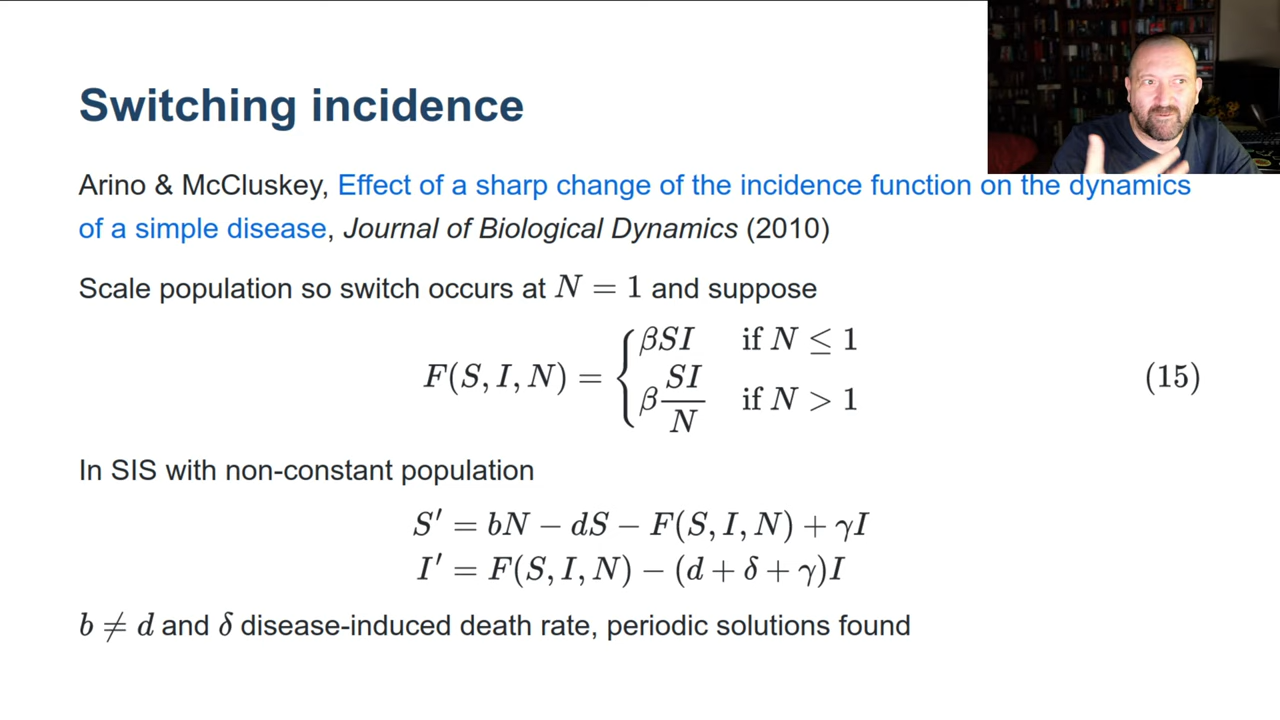 Switching incidence
Arino & McCluskey, Effect of a sharp change of the incidence function on the dynamics
of a simple disease, Journal of Biological Dynamics (2010)
Scale population so switch occurs at N = 1 and suppose
F(S, I, N) = { βSI if N ≤ 1
β SI/N if N > 1 (15)
In SIS with non-constant population
S′ = bN − dS − F(S, I, N) + γI
I′ = F(S, I, N) − (d + δ + γ)I
b ≠ d and δ disease-induced death rate, periodic solutions found